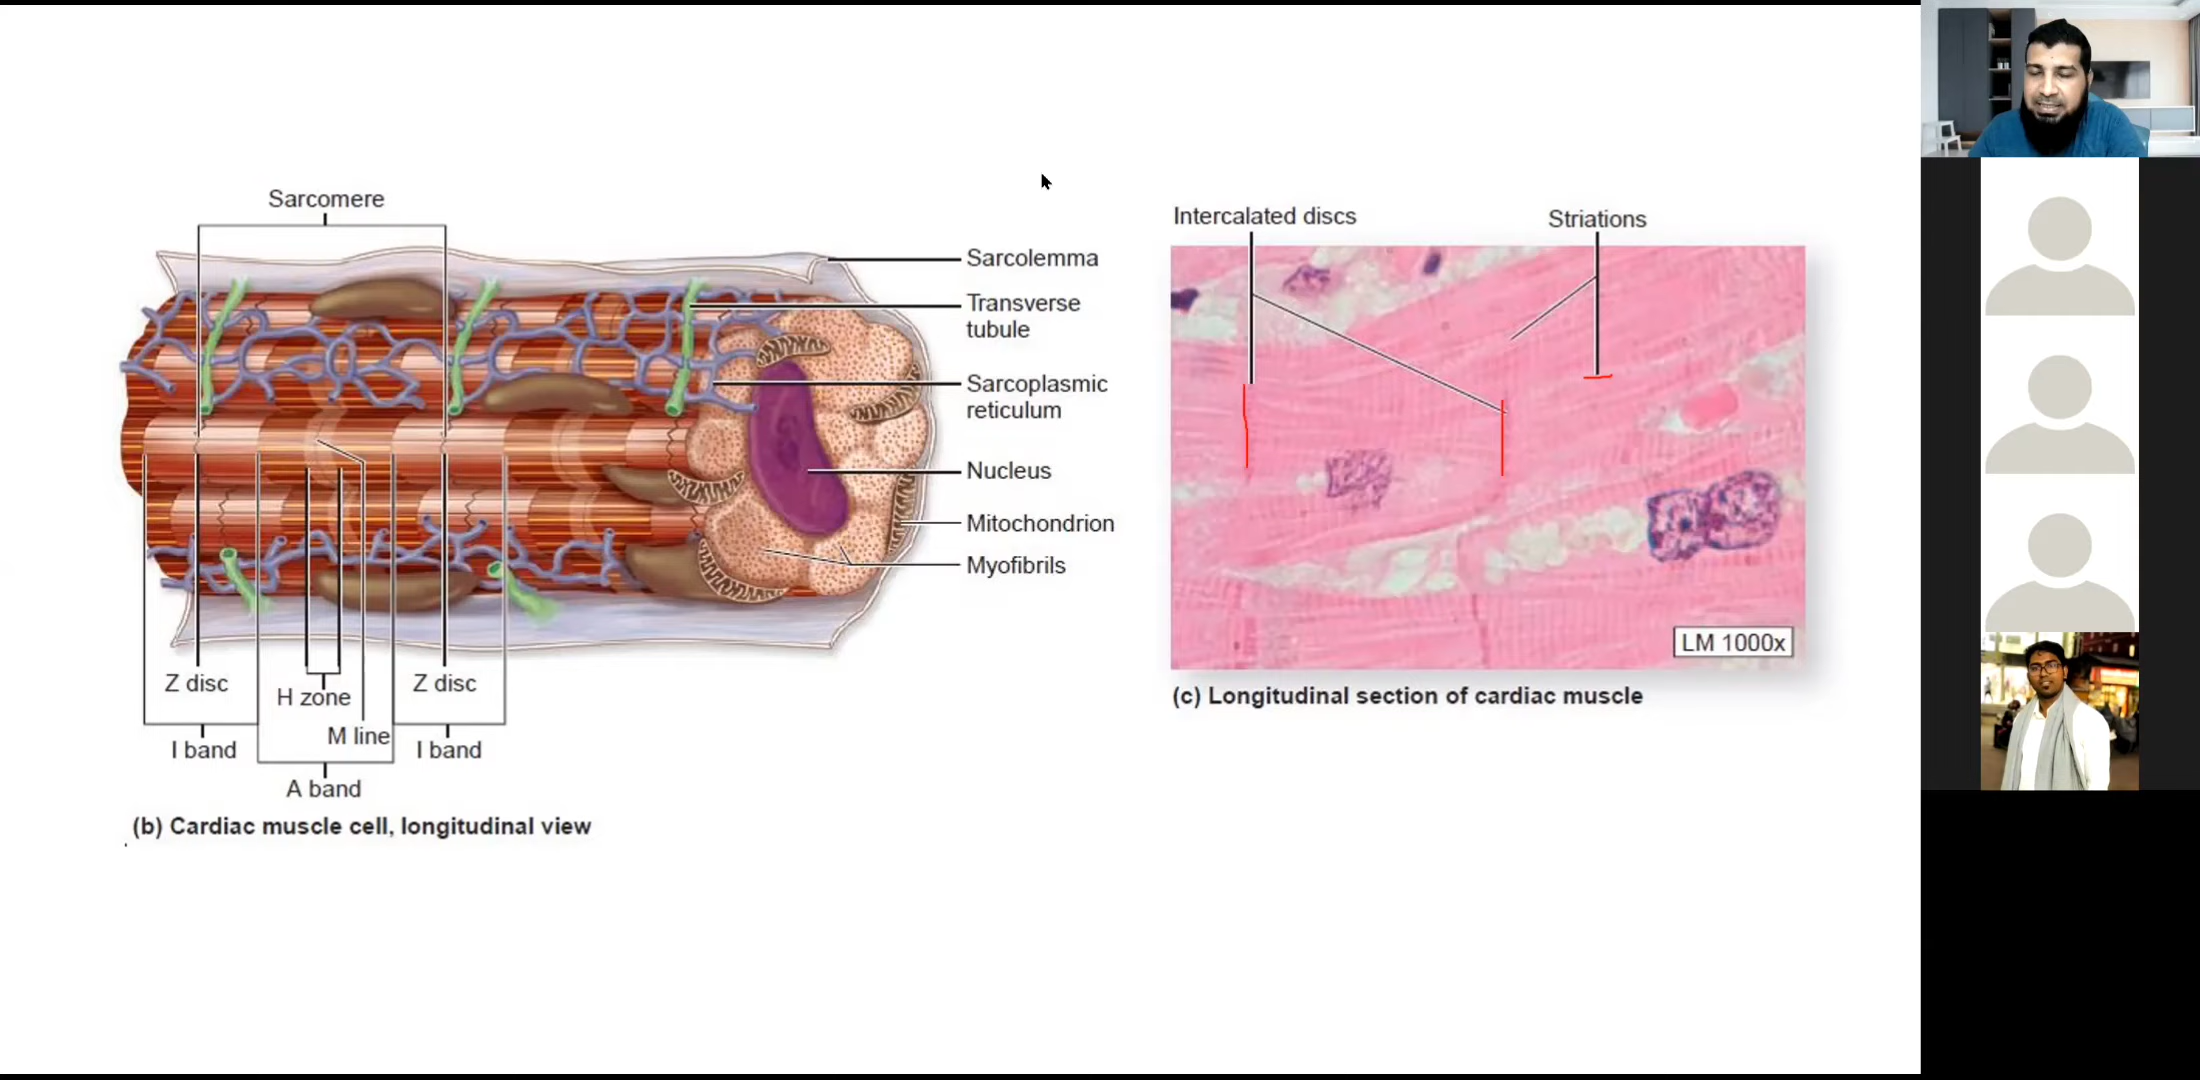 Sarcomere
Sarcolemma
Transverse
tubule
Sarcoplasmic
reticulum
Nucleus
Mitochondrion
Myofibrils
Z disc
H zone
Z disc
I band
M line
I band
A band
(b) Cardiac muscle cell, longitudinal view
Intercalated discs
Striations
LM 1000x
(c) Longitudinal section of cardiac muscle